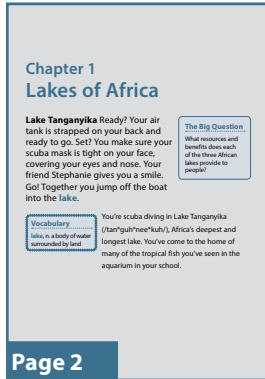 Chapter 1
Lakes of Africa
Lake Tanganyika Ready? Your air
tank is strapped on your back and
ready to go. Set? You make sure your
scuba mask is tight on your face,
covering your eyes and nose. Your
friend Stephanie gives you a smile.
Go! Together you jump off the boat
into the lake.
The Big Question
What resources and
benefits does each
of the three African
lakes provide to
people?
Vocabulary
lake, n. a body of water
surrounded by land
You're scuba diving in Lake Tanganyika
(/tan*guh*nee*kuh/), Africa's deepest and
longest lake. You've come to the home of
many of the tropical fish you've seen in the
aquarium in your school.
Page 2